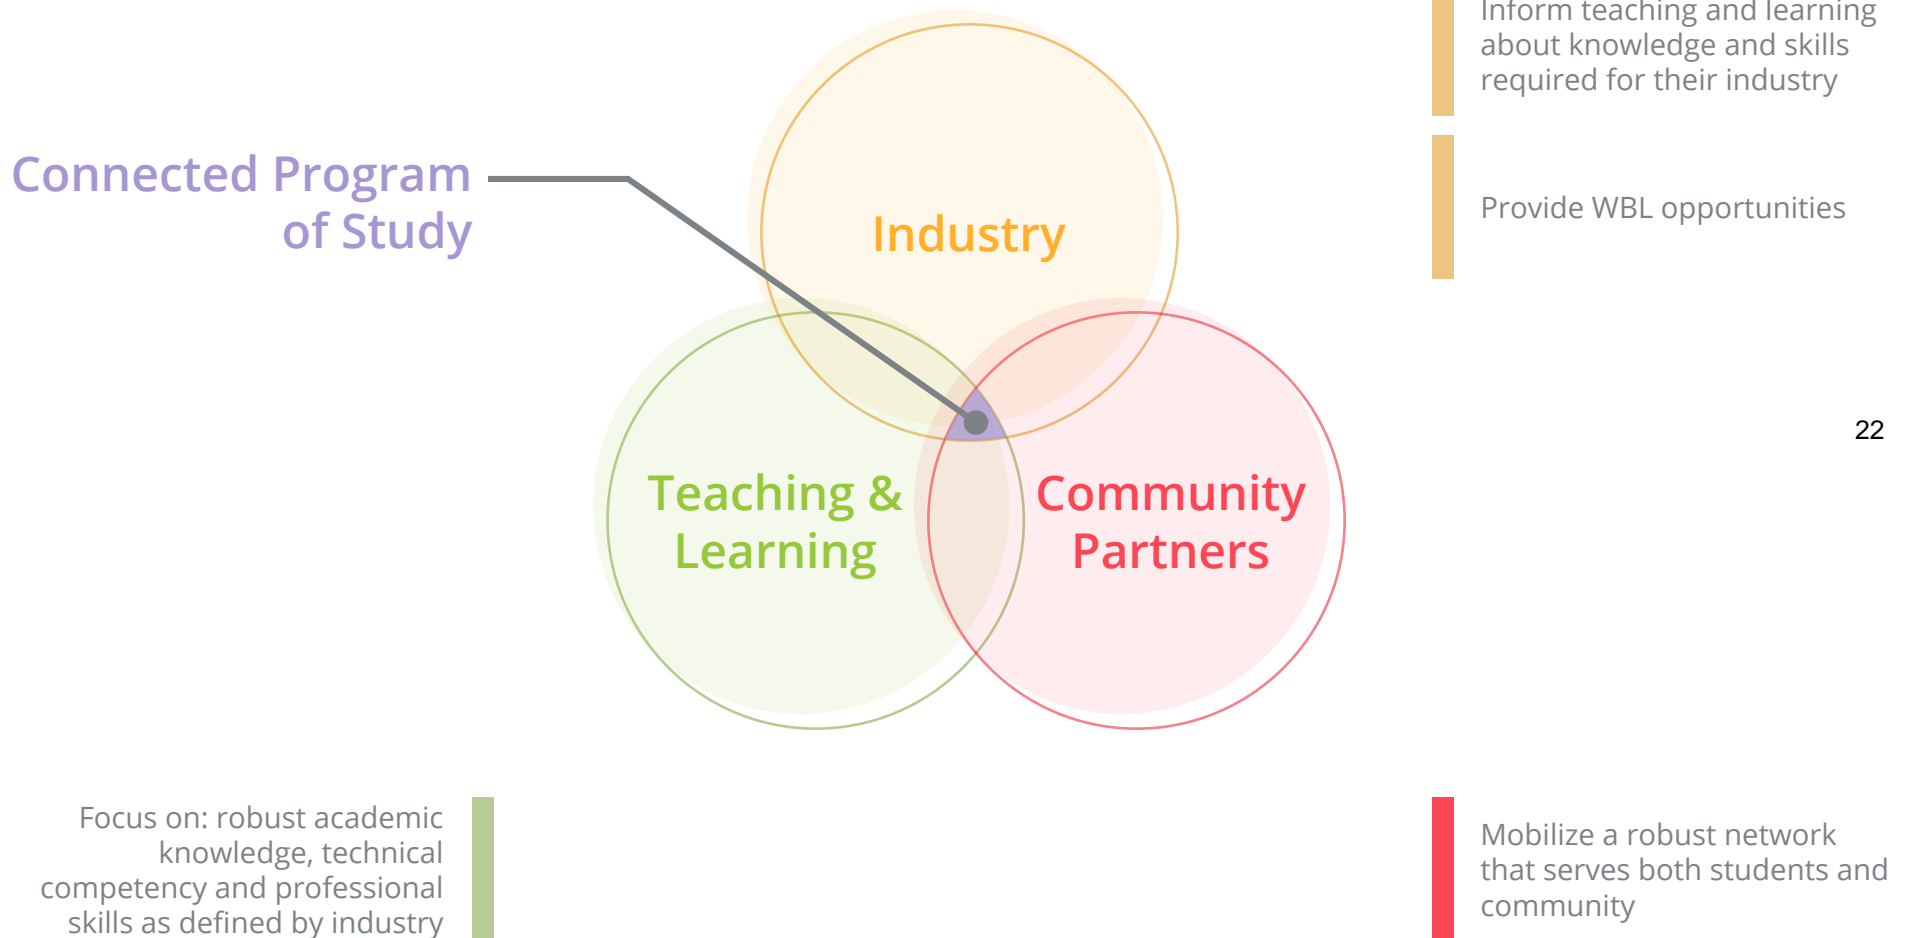 Inform teaching and learning
about knowledge and skills
required for their industry
Connected Program
of Study
Provide WBL opportunities
Industry
22
Teaching &
Learning
Community
Partners
Focus on: robust academic
knowledge, technical
competency and professional
skills as defined by industry
Mobilize a robust network
that serves both students and
community